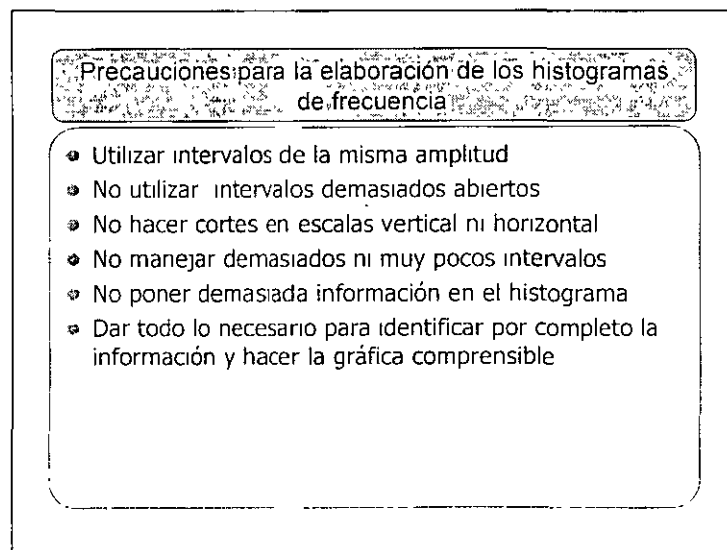 Precauciones para la elaboración de los histogramas
de frecuencia
Utilizar intervalos de la misma amplitud
No utilizar intervalos demasiados abiertos
No hacer cortes en escalas vertical ni horizontal
No manejar demasiados ni muy pocos intervalos
No poner demasiada información en el histograma
Dar todo lo necesario para identificar por completo la
información y hacer la gráfica comprensible